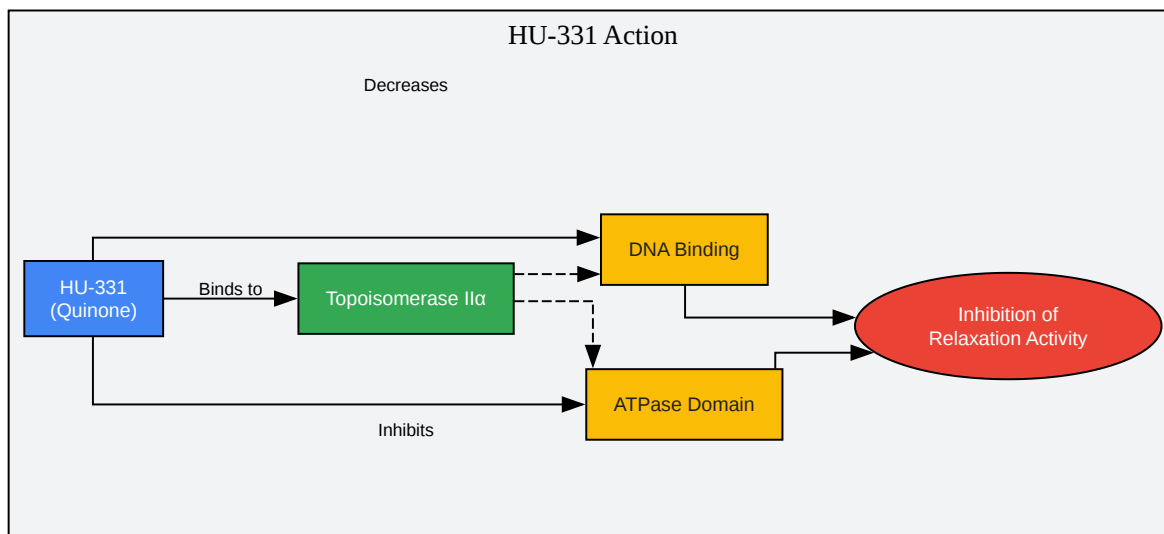 HU-331 Action
Decreases
DNA Binding
HU-331
(Quinone)
Binds to
Topoisomerase IIα
Inhibition of
Relaxation Activity
ATPase Domain
Inhibits